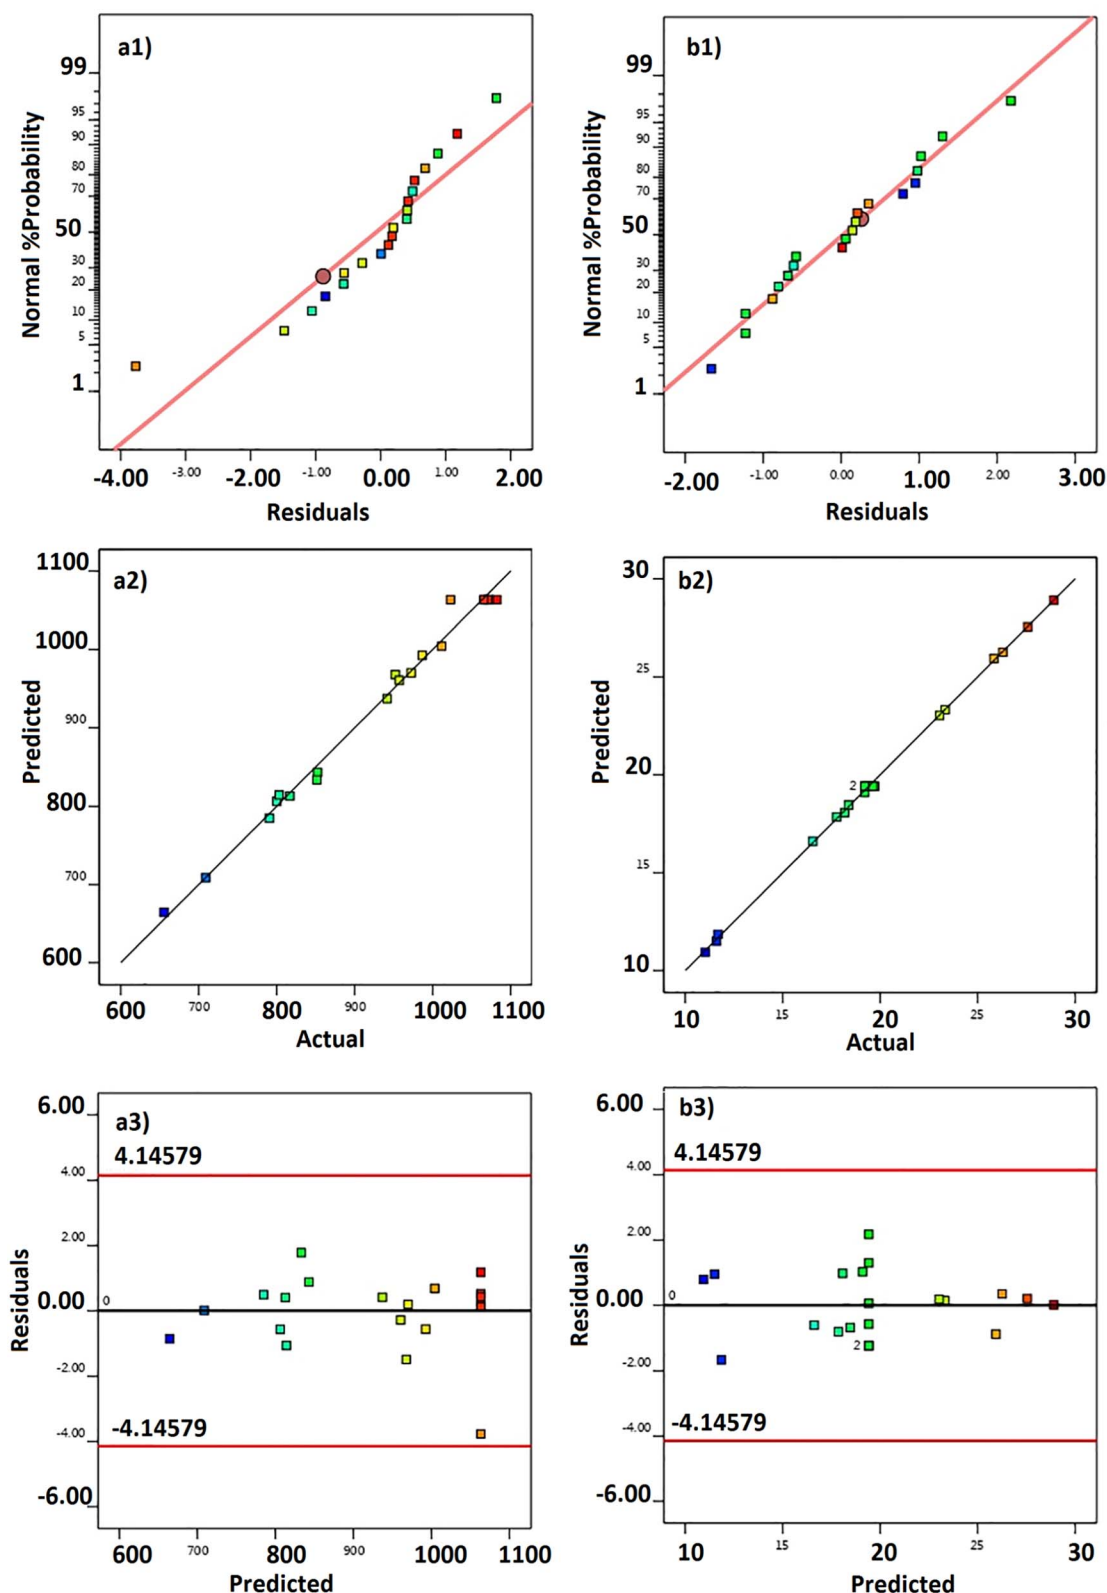 a1)
99
95
90
80
70
50
30
20
10
5
1
Normal %Probability
-4.00 -3.00 -2.00 -1.00 0.00 1.00 2.00
Residuals
b1)
99
95
90
80
70
50
30
20
10
5
1
Normal %Probability
-2.00 -1.00 0.00 1.00 2.00 3.00
Residuals
a2)
1100
1000
900
800
700
600
Predicted
600 700 800 900 1000 1100
Actual
b2)
30
25
20
15
10
2
Predicted
10 15 20 25 30
Actual
a3)
6.00
4.14579
4.00
2.00
0.00
0
-2.00
-4.14579
-4.00
-6.00
Residuals
600 700 800 900 1000 1100
Predicted
b3)
6.00
4.14579
4.00
2.00
0.00
0
-2.00
2
-4.14579
-4.00
-6.00
Residuals
10 15 20 25 30
Predicted